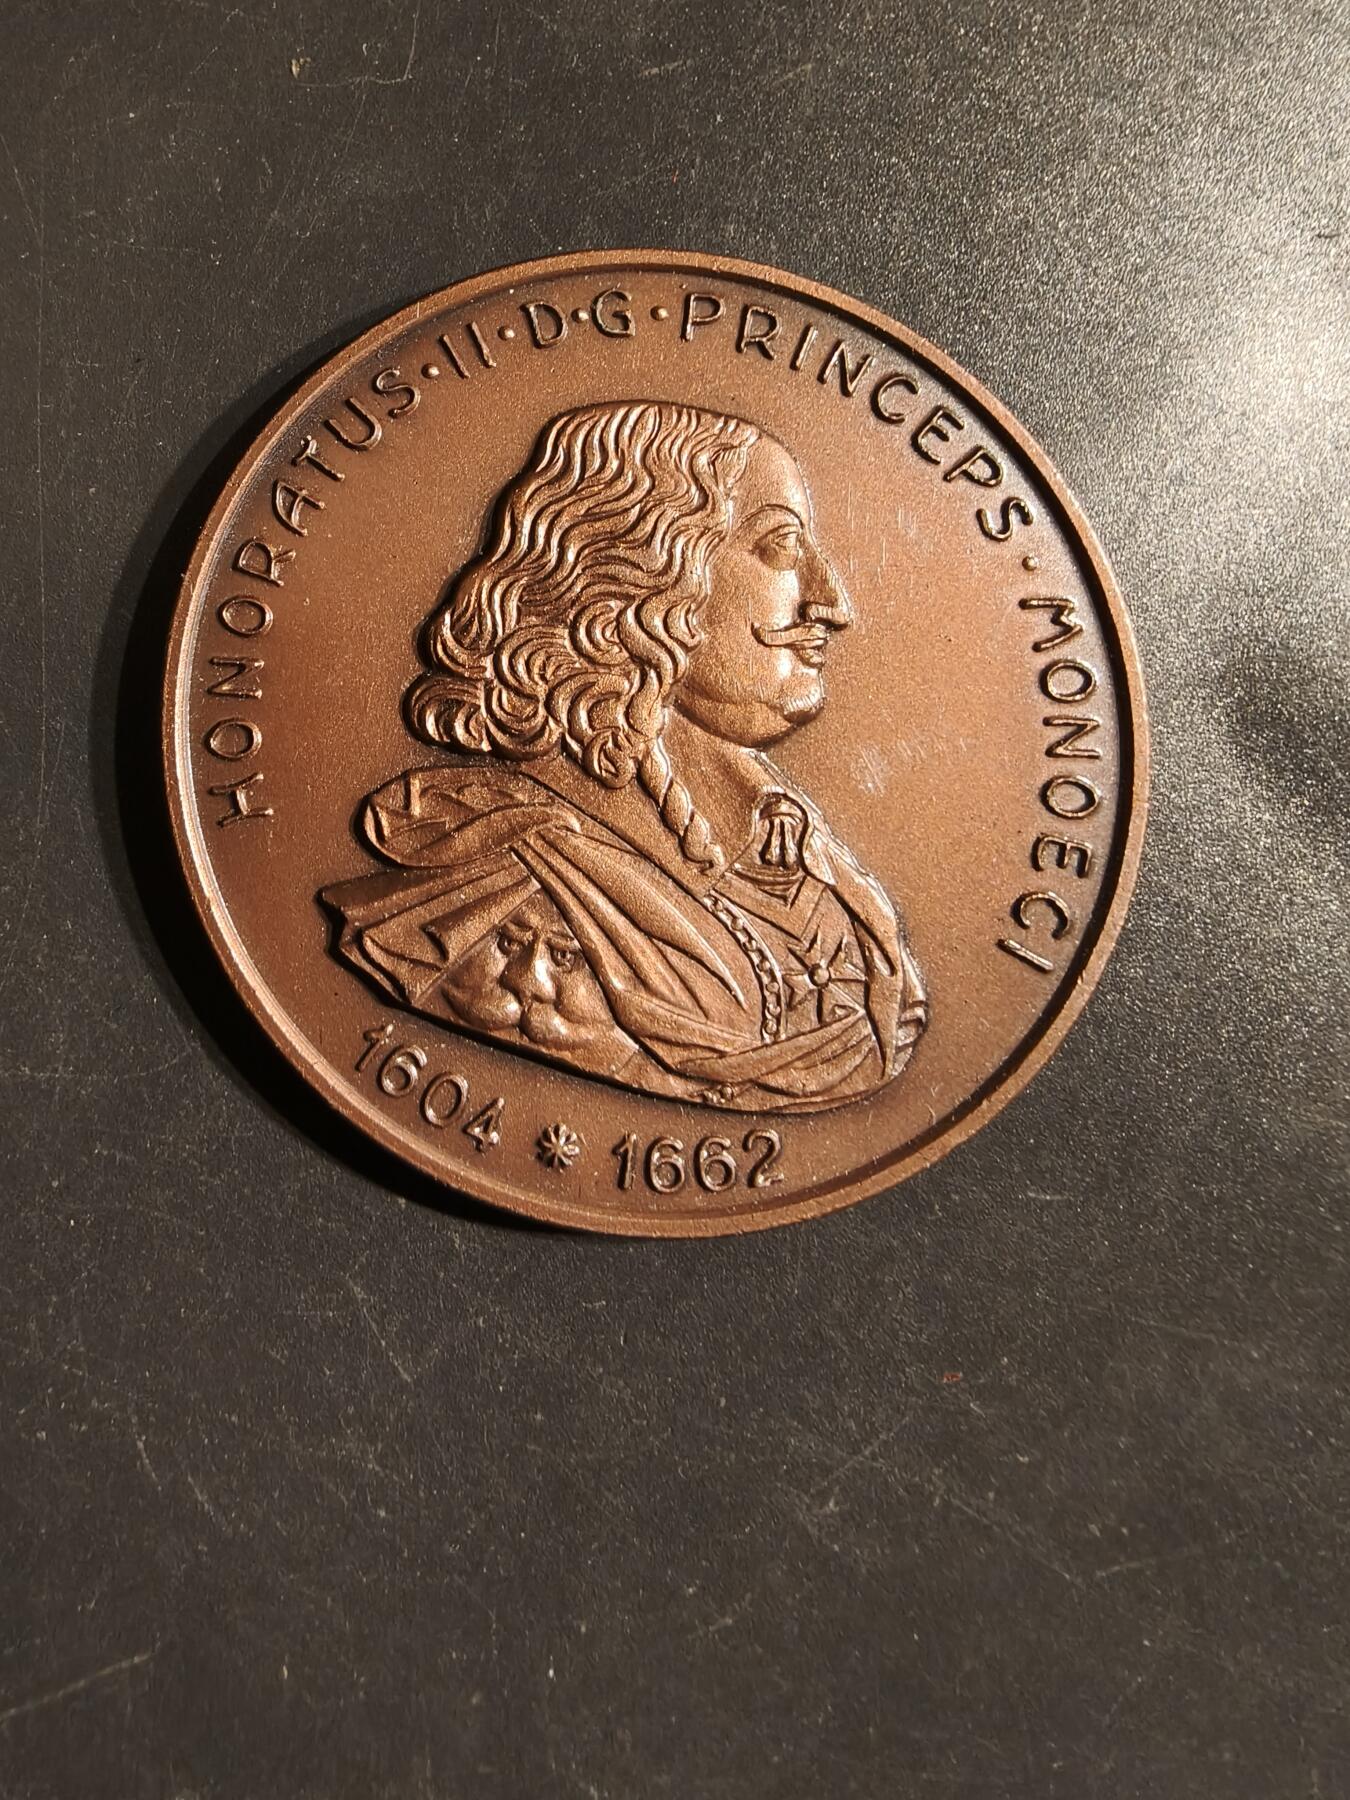 HONORATUS·II·D·G·PRINCEPS·MONOECI
1604 * 1662